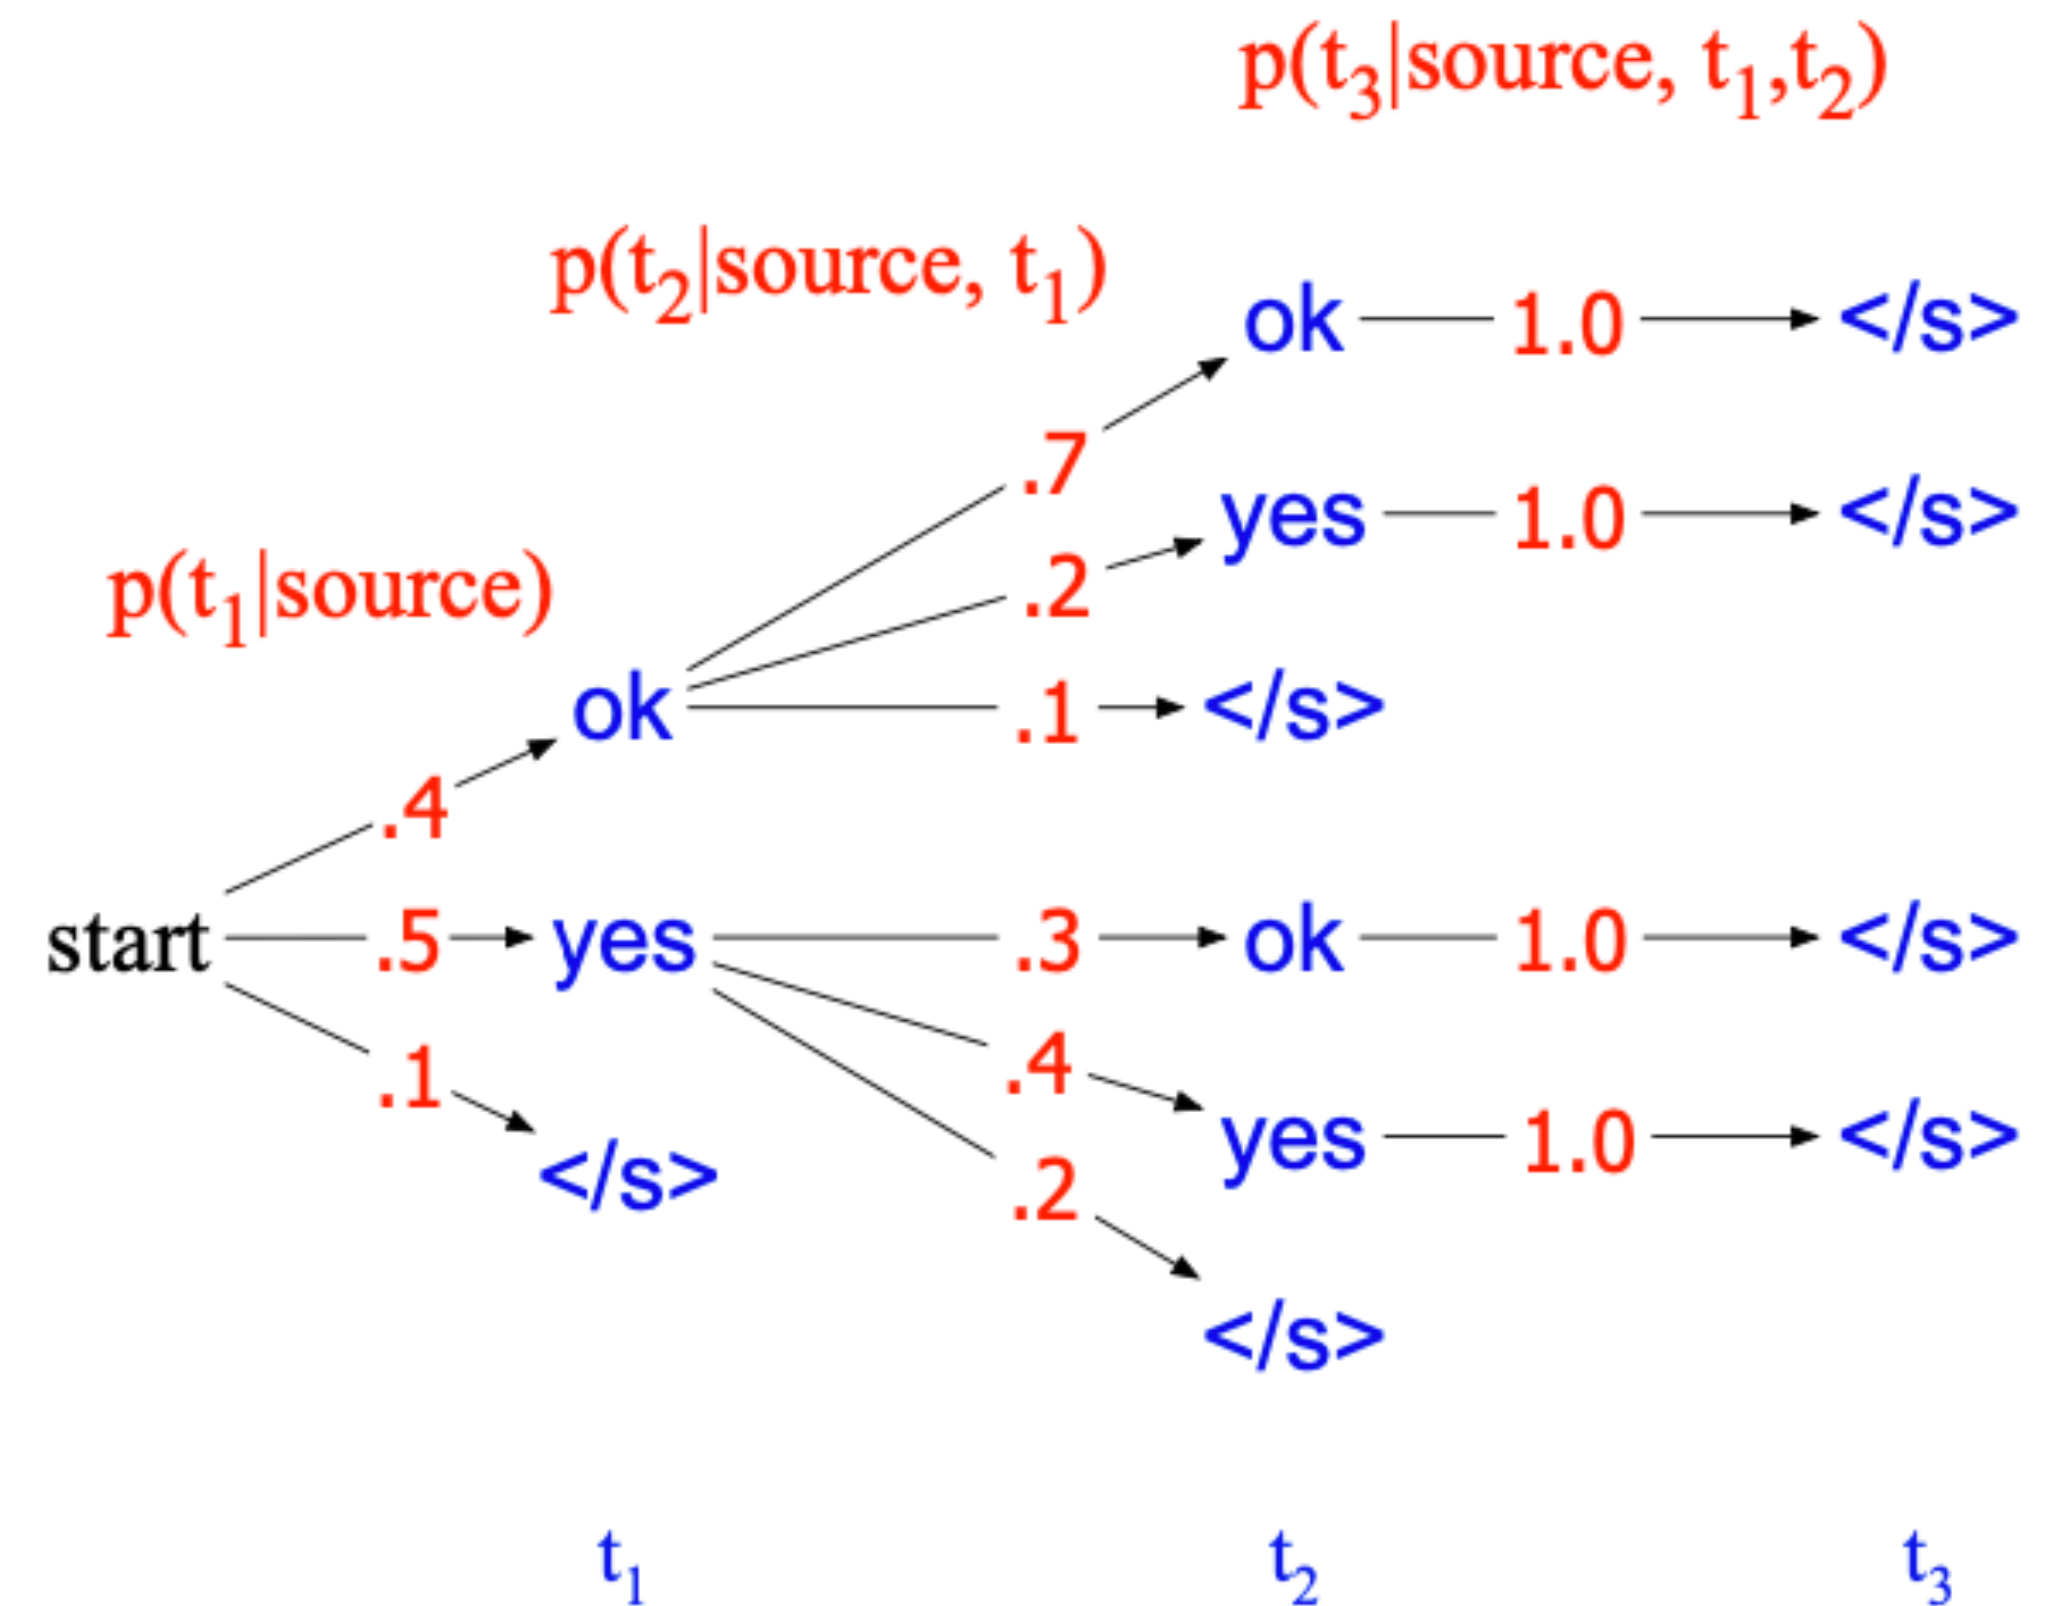 p(t₃|source, t₁,t₂)
p(t₂|source, t₁)
ok 1.0 </s>
.7
yes 1.0 </s>
.2
p(t₁|source)
ok .1 </s>
.4
start .5 yes .3 ok 1.0 </s>
.4
.1
yes 1.0 </s>
</s> .2
</s>
t₁ t₂ t₃